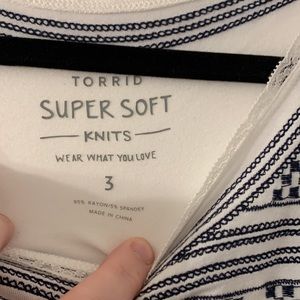 TORRID
SUPER SOFT
KNITS
WEAR WHAT YOU LOVE
3
95% RAYON/5% SPANDEX
MADE IN CHINA